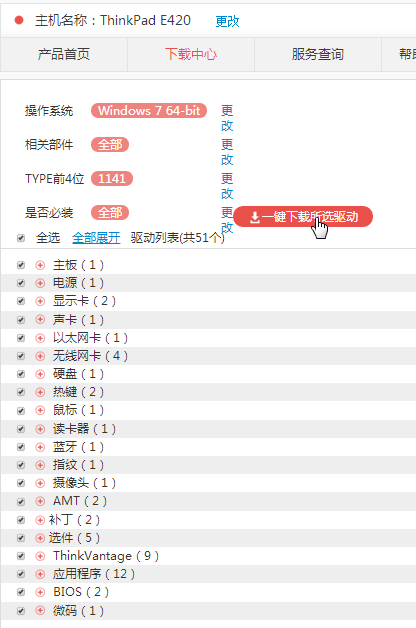 主机名称：ThinkPad E420 更改
产品首页 下载中心 服务查询 帮
操作系统 Windows 7 64-bit 更改
相关部件 全部 更改
TYPE前4位 1141 更改
是否必装 全部 更改 一键下载所选驱动
全选 全部展开 驱动列表(共51个)
主板 ( 1 )
电源 ( 1 )
显示卡 ( 2 )
声卡 ( 1 )
以太网卡 ( 1 )
无线网卡 ( 4 )
硬盘 ( 1 )
热键 ( 2 )
鼠标 ( 1 )
读卡器 ( 1 )
蓝牙 ( 1 )
指纹 ( 1 )
摄像头 ( 1 )
AMT ( 2 )
补丁 ( 2 )
选件 ( 5 )
ThinkVantage ( 9 )
应用程序 ( 12 )
BIOS ( 2 )
微码 ( 1 )